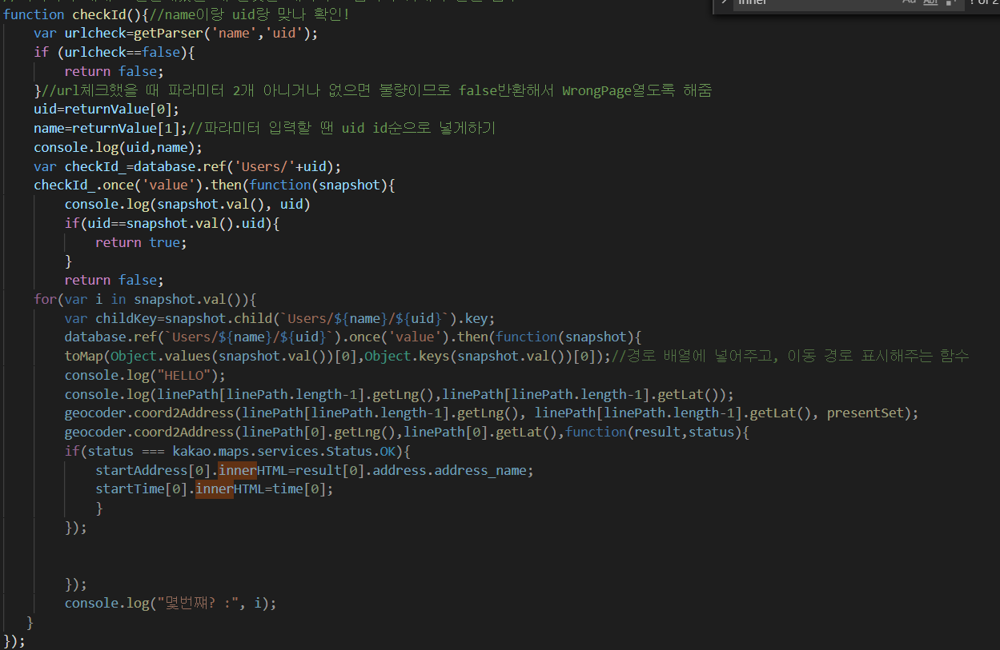 inner
Aa
Abl
? of 2
function checkId(){//name이랑 uid랑 맞나 확인!
    var urlcheck=getParser('name','uid');
    if (urlcheck==false){
        return false;
    }//url체크했을 때 파라미터 2개 아니거나 없으면 불량이므로 false반환해서 WrongPage열도록 해줌
    uid=returnValue[0];
    name=returnValue[1];//파라미터 입력할 땐 uid id순으로 넣게하기
    console.log(uid,name);
    var checkId_=database.ref('Users/'+uid);
    checkId_.once('value').then(function(snapshot){
        console.log(snapshot.val(), uid)
        if(uid==snapshot.val().uid){
            return true;
        }
        return false;
    for(var i in snapshot.val()){
        var childKey=snapshot.child(`Users/${name}/${uid}`).key;
        database.ref(`Users/${name}/${uid}`).once('value').then(function(snapshot){
        toMap(Object.values(snapshot.val())[0],Object.keys(snapshot.val())[0]);//경로 배열에 넣어주고, 이동 경로 표시해주는 함수
        console.log("HELLO");
        console.log(linePath[linePath.length-1].getLng(),linePath[linePath.length-1].getLat());
        geocoder.coord2Address(linePath[linePath.length-1].getLng(), linePath[linePath.length-1].getLat(), presentSet);
        geocoder.coord2Address(linePath[0].getLng(),linePath[0].getLat(),function(result,status){
        if(status === kakao.maps.services.Status.OK){
            startAddress[0].innerHTML=result[0].address.address_name;
            startTime[0].innerHTML=time[0];
            }
        });
        });
        console.log("몇번째? :", i);
    }
});